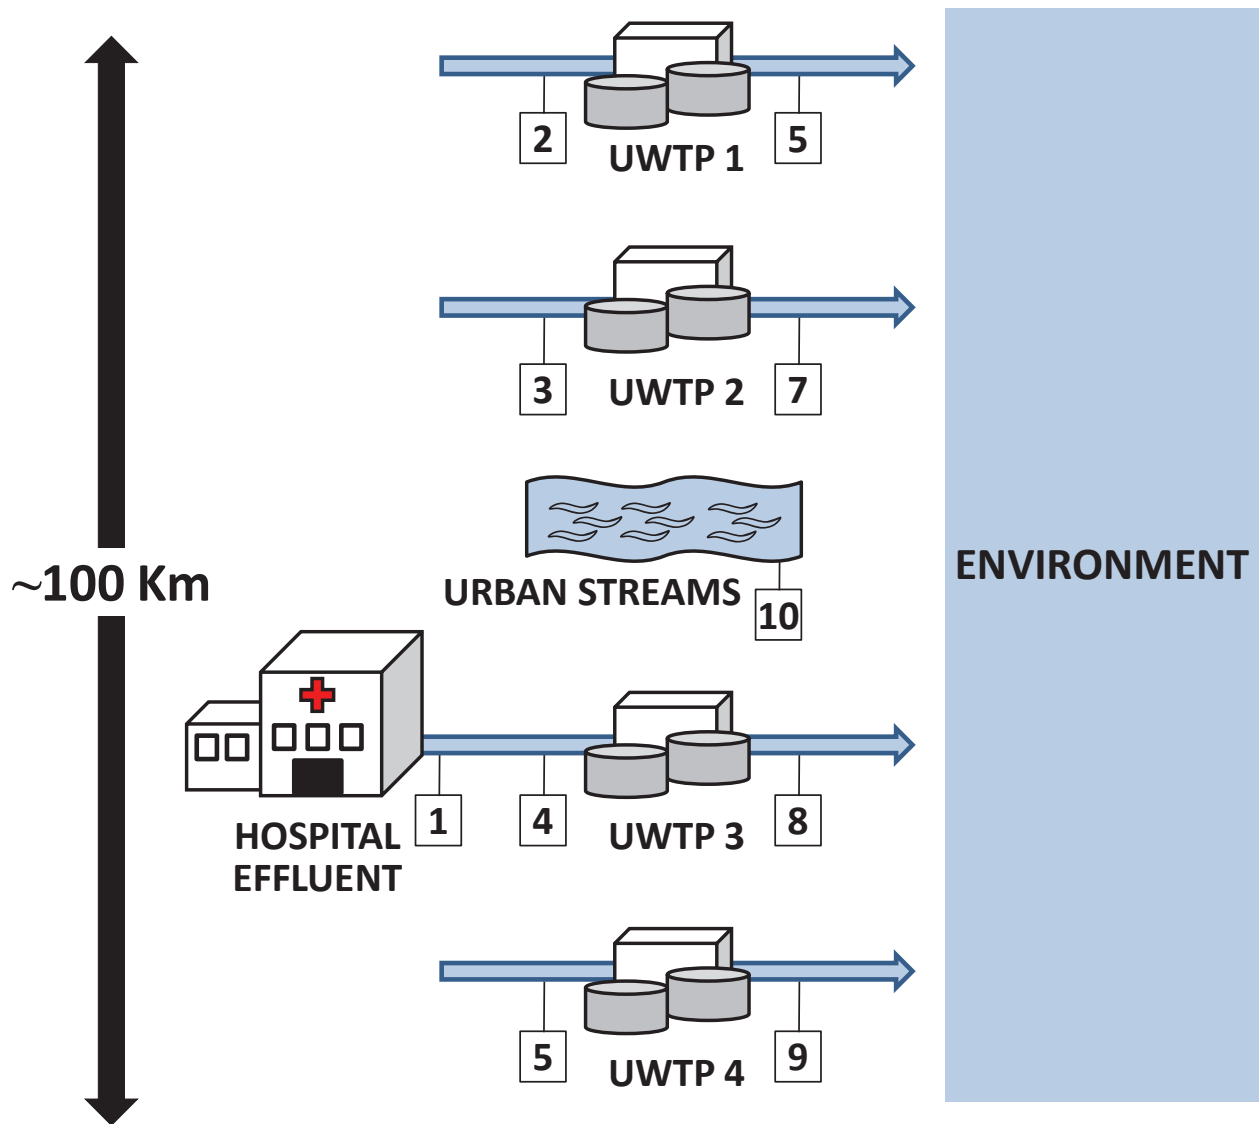 2
5
UWTP 1
3
7
UWTP 2
~100 Km
URBAN STREAMS
10
ENVIRONMENT
HOSPITAL
EFFLUENT
1
4
UWTP 3
8
5
UWTP 4
9